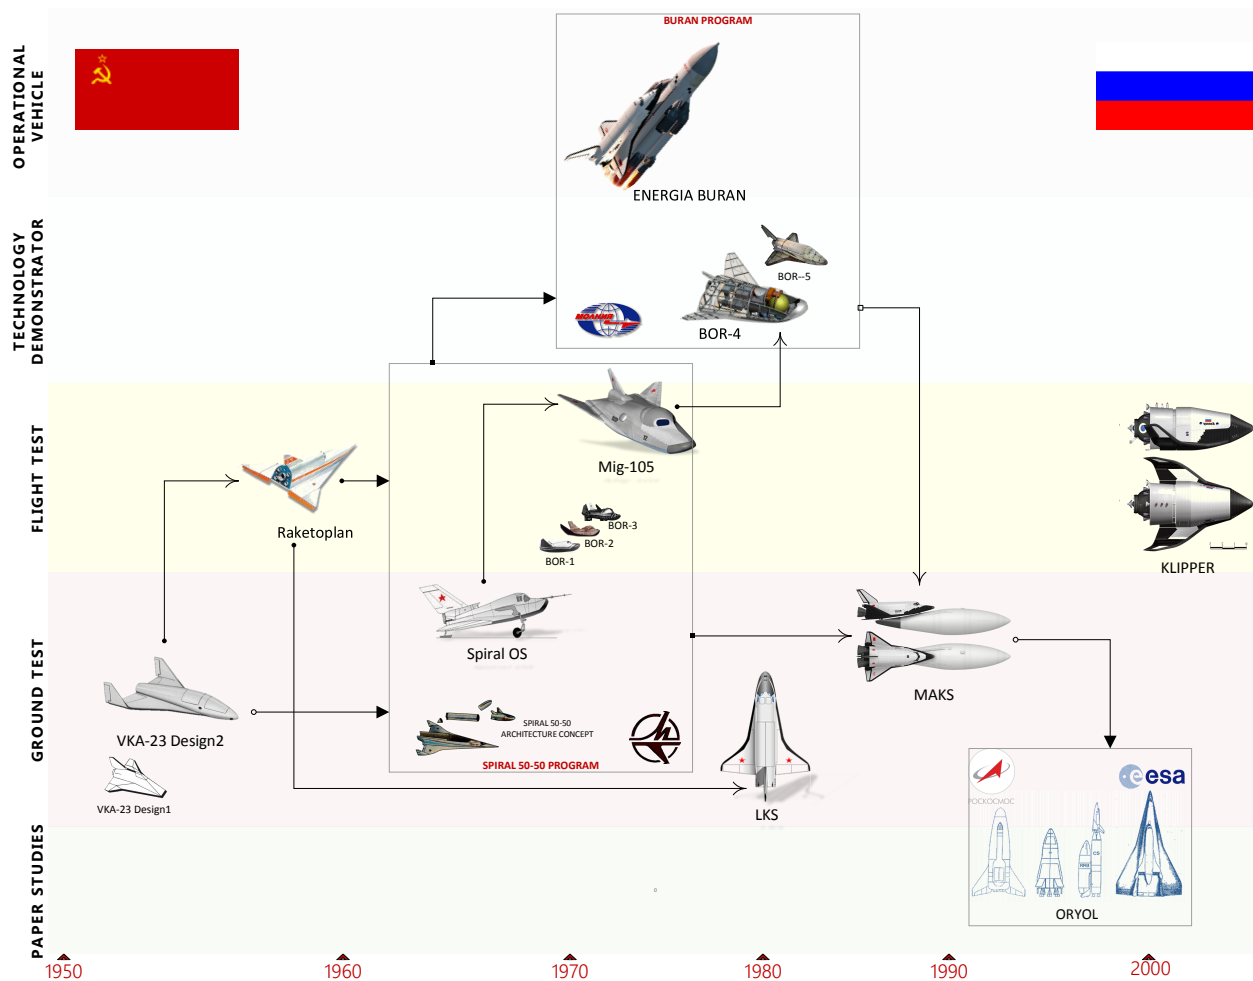 BURAN PROGRAM
OPERATIONAL
VEHICLE
ENERGIA BURAN
TECHNOLOGY
DEMONSTRATOR
BOR--5
МОЛНИЯ
BOR-4
FLIGHT TEST
Mig-105
Raketoplan
BOR-3
BOR-2
BOR-1
KLIPPER
GROUND TEST
Spiral OS
MAKS
VKA-23 Design2
SPIRAL 50-50
ARCHITECTURE CONCEPT
SPIRAL 50-50 PROGRAM
VKA-23 Design1
LKS
РОСКОСМОС
esa
PAPER STUDIES
ORYOL
1950
1960
1970
1980
1990
2000